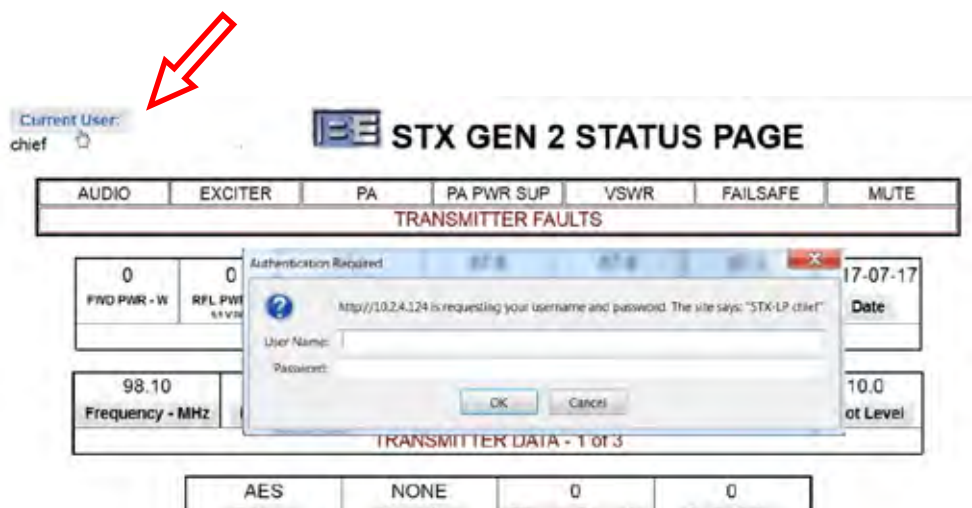 Current User:
chief
BE STX GEN 2 STATUS PAGE
AUDIO EXCITER PA PA PWR SUP VSWR FAILSAFE MUTE
TRANSMITTER FAULTS
Authentication Required
0 0 17-07-17
FWD PWR - W RFL PWR Date
http://10.2.4.124 is requesting your username and password. The site says: "STX-LP chief"
User Name:
Password:
OK Cancel
98.10 10.0
Frequency - MHz ot Level
TRANSMITTER DATA - 1 of 3
AES NONE 0 0